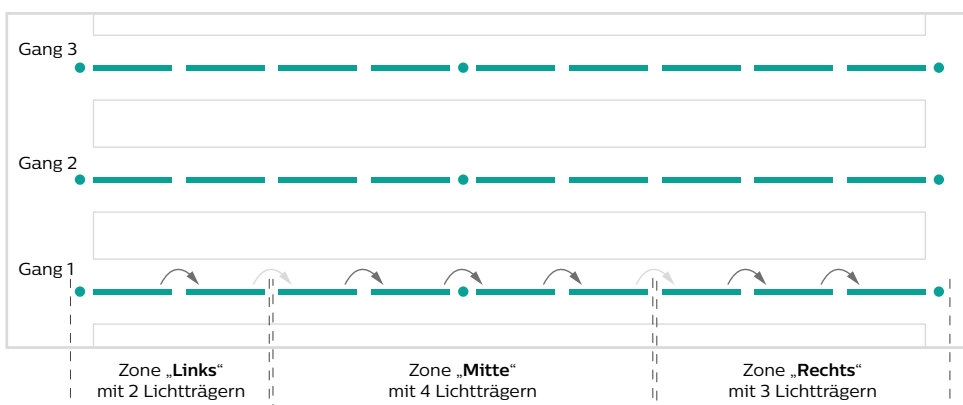 Gang 3
Gang 2
Gang 1
Zone „Links“
mit 2 Lichtträgern
Zone „Mitte“
mit 4 Lichtträgern
Zone „Rechts“
mit 3 Lichtträgern